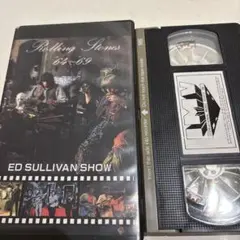 Rolling Stones
64~69
ED SULLIVAN SHOW